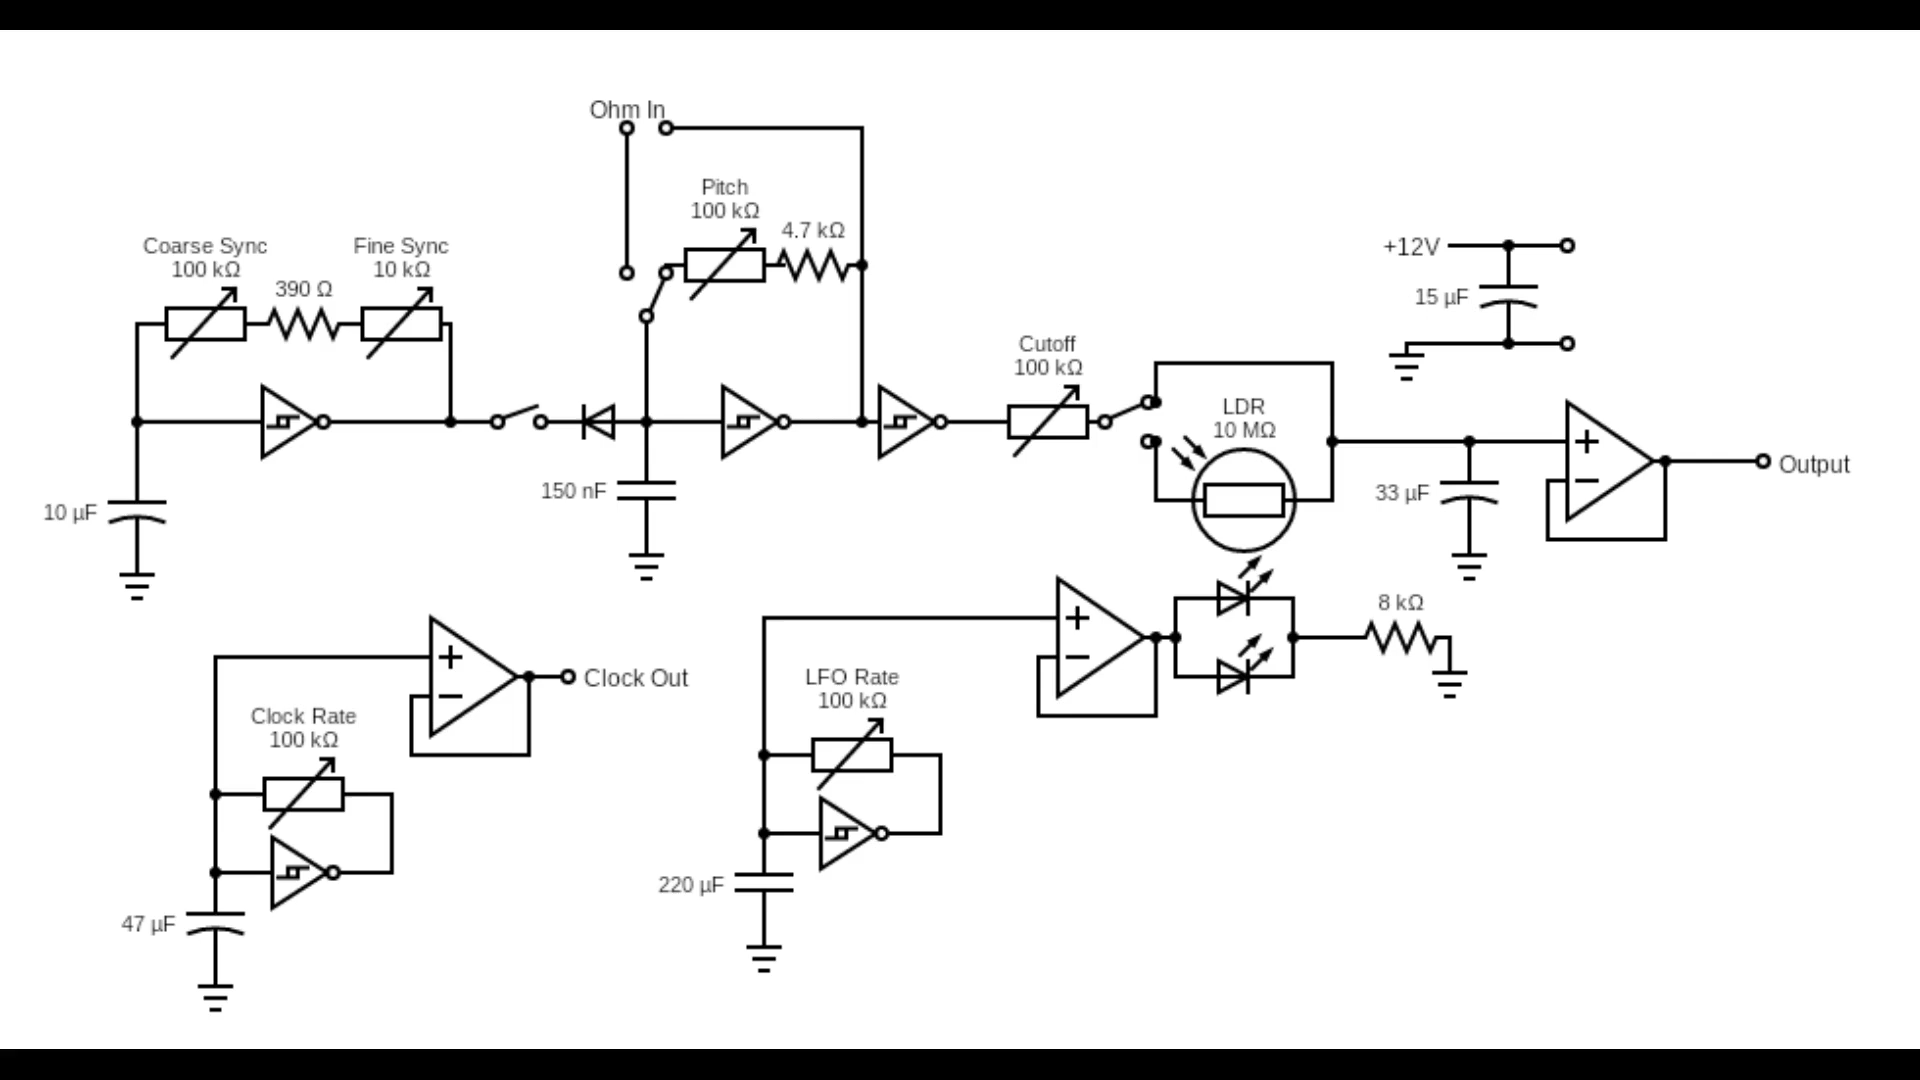 Ohm In
Pitch
100 kΩ
4.7 kΩ
Coarse Sync
100 kΩ
390 Ω
Fine Sync
10 kΩ
+12V
15 µF
Cutoff
100 kΩ
LDR
10 MΩ
+
Output
10 µF
150 nF
33 µF
8 kΩ
+
+
Clock Out
LFO Rate
100 kΩ
Clock Rate
100 kΩ
220 µF
47 µF